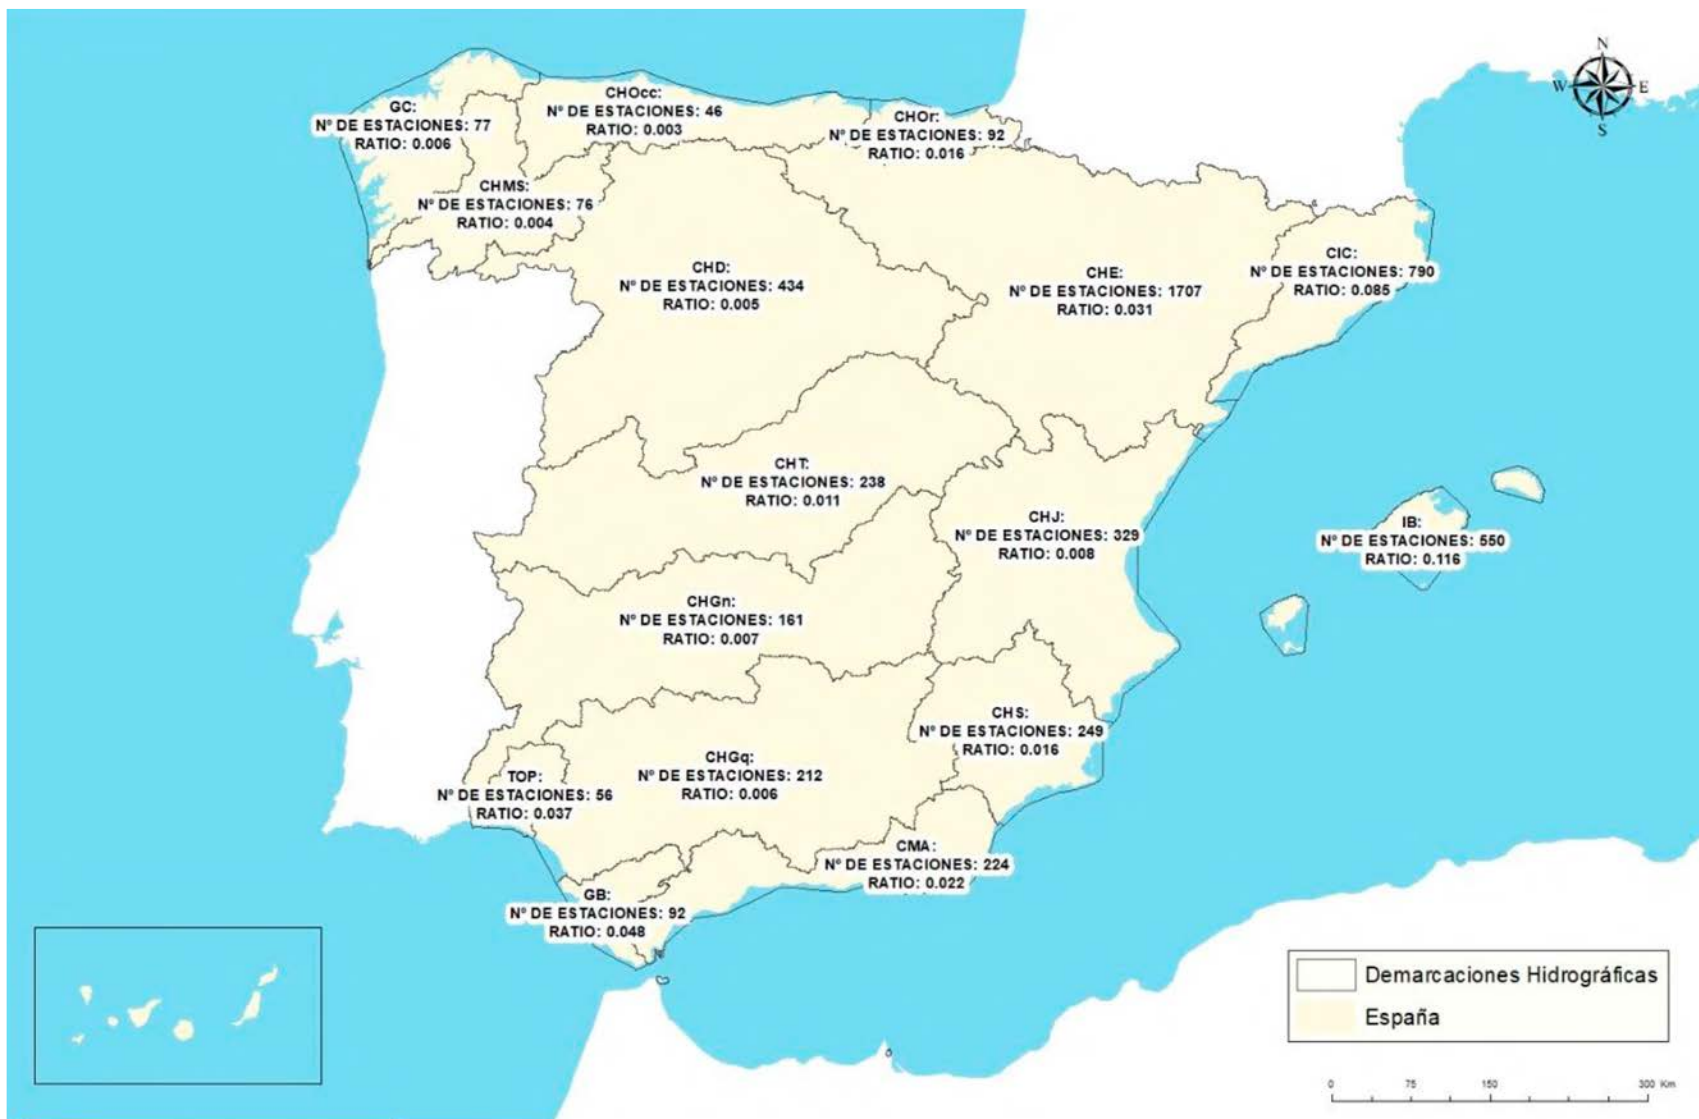 N
W
E
S
CHOcc:
Nº DE ESTACIONES: 46
RATIO: 0.003
GC:
Nº DE ESTACIONES: 77
RATIO: 0.006
CHOr:
Nº DE ESTACIONES: 92
RATIO: 0.016
CHMS:
Nº DE ESTACIONES: 76
RATIO: 0.004
CIC:
Nº DE ESTACIONES: 790
RATIO: 0.085
CHD:
Nº DE ESTACIONES: 434
RATIO: 0.005
CHE:
Nº DE ESTACIONES: 1707
RATIO: 0.031
CHT:
Nº DE ESTACIONES: 238
RATIO: 0.011
CHJ:
Nº DE ESTACIONES: 329
RATIO: 0.008
IB:
Nº DE ESTACIONES: 550
RATIO: 0.116
CHGn:
Nº DE ESTACIONES: 161
RATIO: 0.007
CHS:
Nº DE ESTACIONES: 249
RATIO: 0.016
CHGq:
Nº DE ESTACIONES: 212
RATIO: 0.006
TOP:
Nº DE ESTACIONES: 56
RATIO: 0.037
CMA:
Nº DE ESTACIONES: 224
RATIO: 0.022
GB:
Nº DE ESTACIONES: 92
RATIO: 0.048
Demarcaciones Hidrográficas
España
0 75 150 300 Km